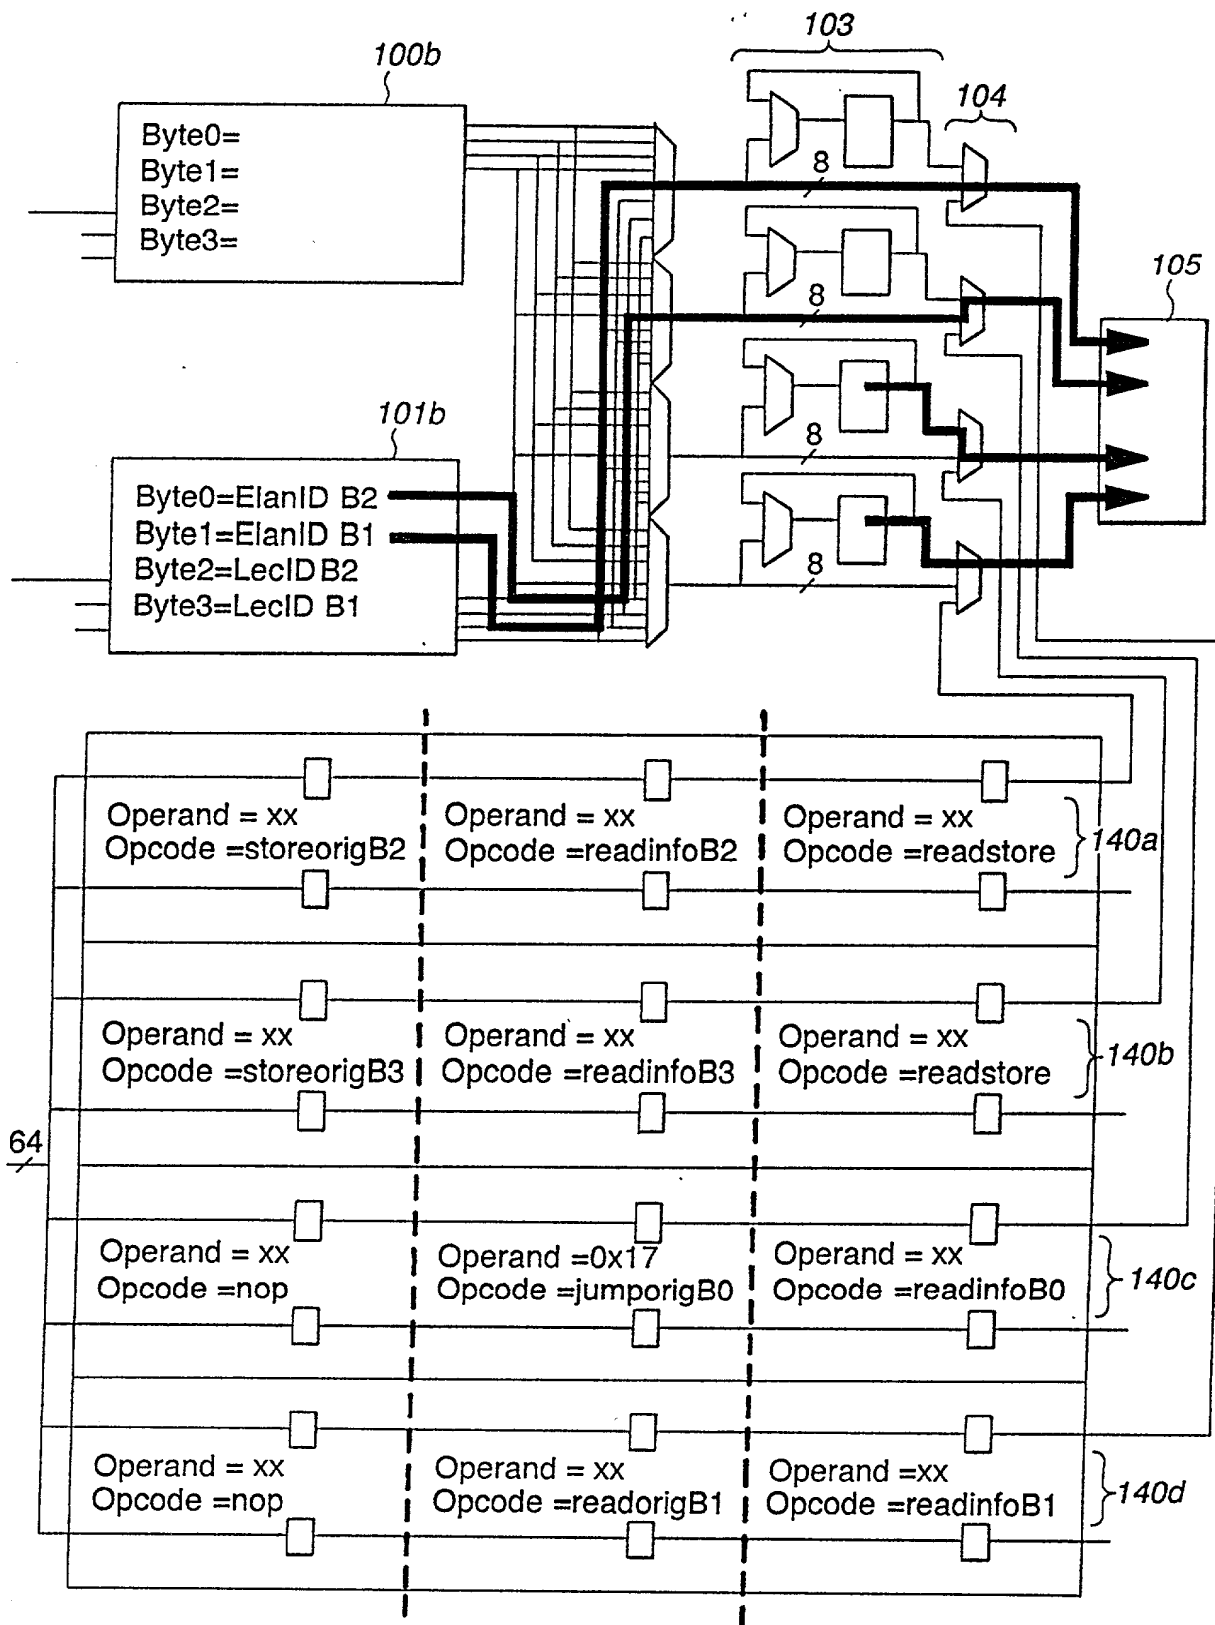 103
100b
104
Byte0=
Byte1=
Byte2=
Byte3=
8
105
8
101b
8
Byte0=ElanID B2
Byte1=ElanID B1
Byte2=LecID B2
Byte3=LecID B1
8
Operand = xx
Opcode =storeorigB2
Operand = xx
Opcode =readinfoB2
Operand = xx
Opcode =readstore
140a
Operand = xx
Opcode =storeorigB3
Operand = xx
Opcode =readinfoB3
Operand = xx
Opcode =readstore
140b
64
Operand = xx
Opcode =nop
Operand =0x17
Opcode =jumporigB0
Operand = xx
Opcode =readinfoB0
140c
Operand = xx
Opcode =nop
Operand = xx
Opcode =readorigB1
Operand =xx
Opcode =readinfoB1
140d